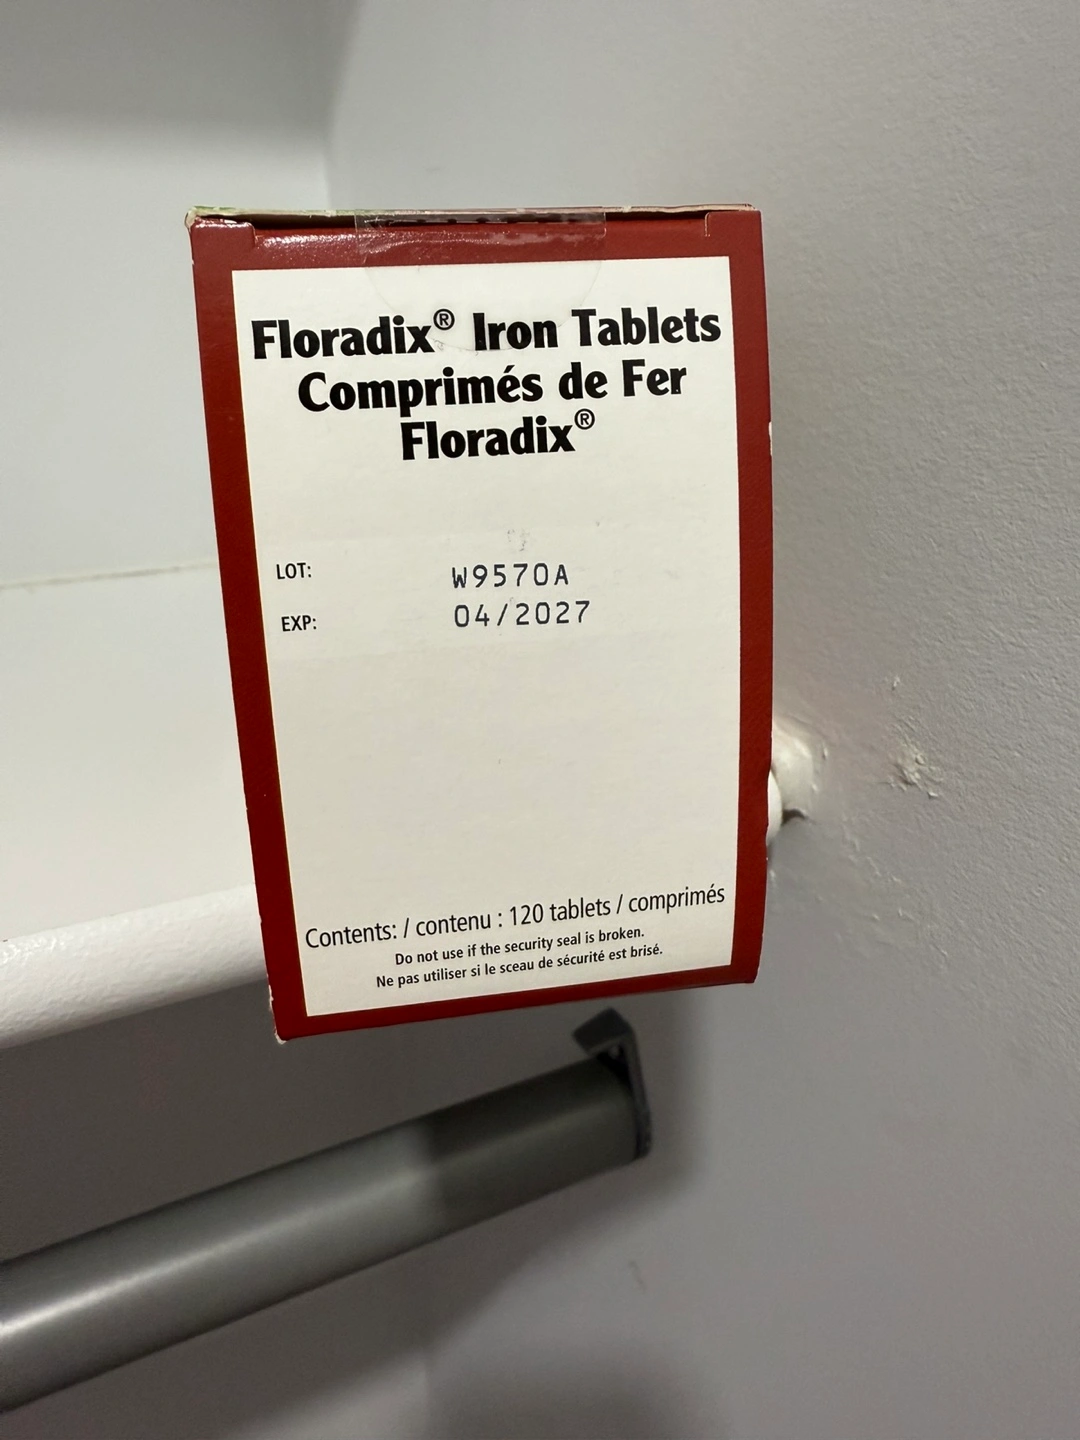 Floradix® Iron Tablets
Comprimés de Fer
Floradix®
LOT: W9570A
EXP: 04/2027
Contents: / contenu : 120 tablets / comprimés
Do not use if the security seal is broken.
Ne pas utiliser si le sceau de sécurité est brisé.